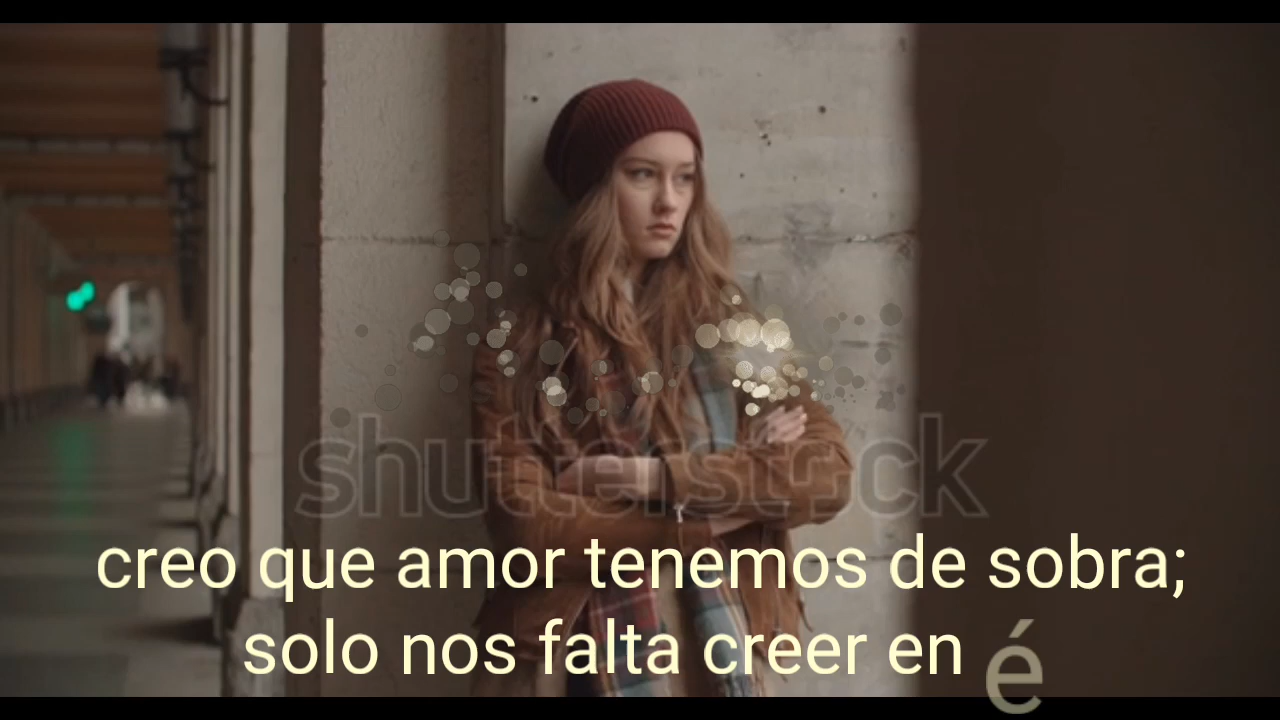 shutterstock
creo que amor tenemos de sobra;
solo nos falta creer en é